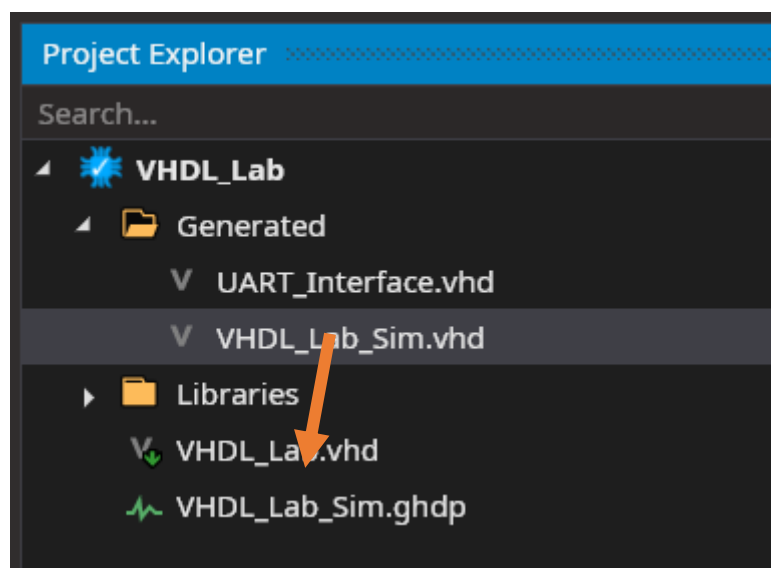 Project Explorer
Search...
VHDL_Lab
Generated
UART_Interface.vhd
VHDL_Lab_Sim.vhd
Libraries
VHDL_Lab.vhd
VHDL_Lab_Sim.ghdp